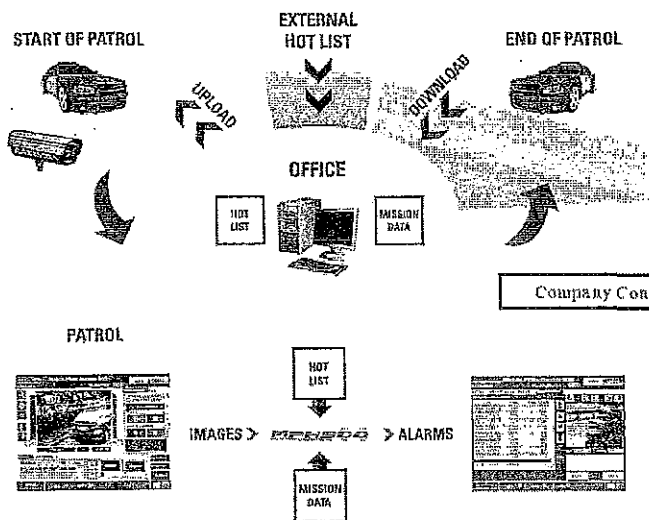 START OF PATROL
EXTERNAL
HOT LIST
END OF PATROL
UPLOAD
DOWNLOAD
OFFICE
HOT
LIST
MISSION
DATA
Company Con
PATROL
HOT
LIST
IMAGES >
> ALARMS
MISSION
DATA